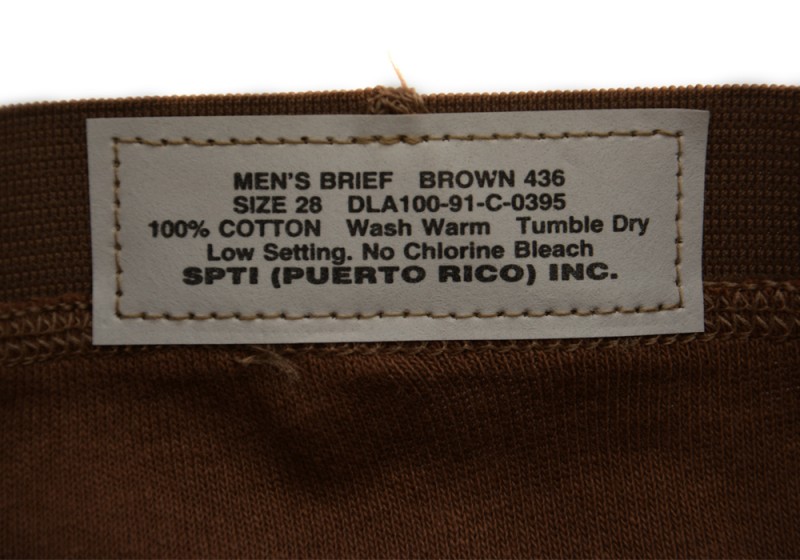 MEN'S BRIEF BROWN 436
SIZE 28 DLA100-91-C-0395
100% COTTON Wash Warm Tumble Dry
Low Setting. No Chlorine Bleach
SPTI (PUERTO RICO) INC.